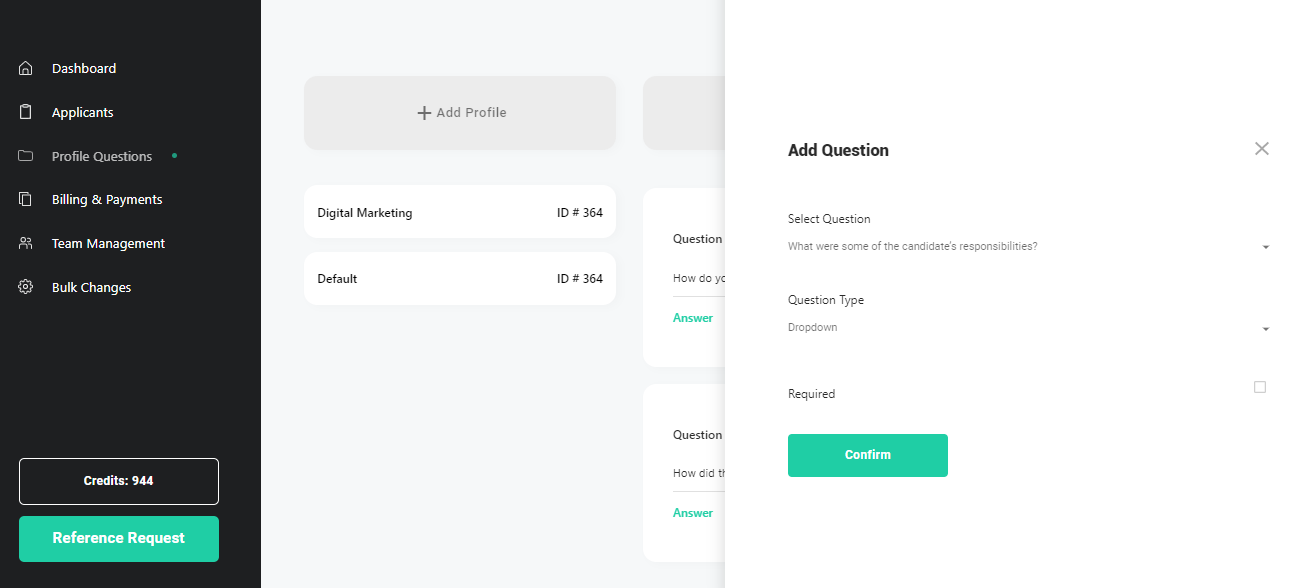 Dashboard
Applicants
Profile Questions
Billing & Payments
Team Management
Bulk Changes
Credits: 944
Reference Request
Add Profile
Digital Marketing ID # 364
Default ID # 364
Question
How do yo
Answer
Question
How did th
Answer
Add Question
Select Question
What were some of the candidate's responsibilities?
Question Type
Dropdown
Required
Confirm